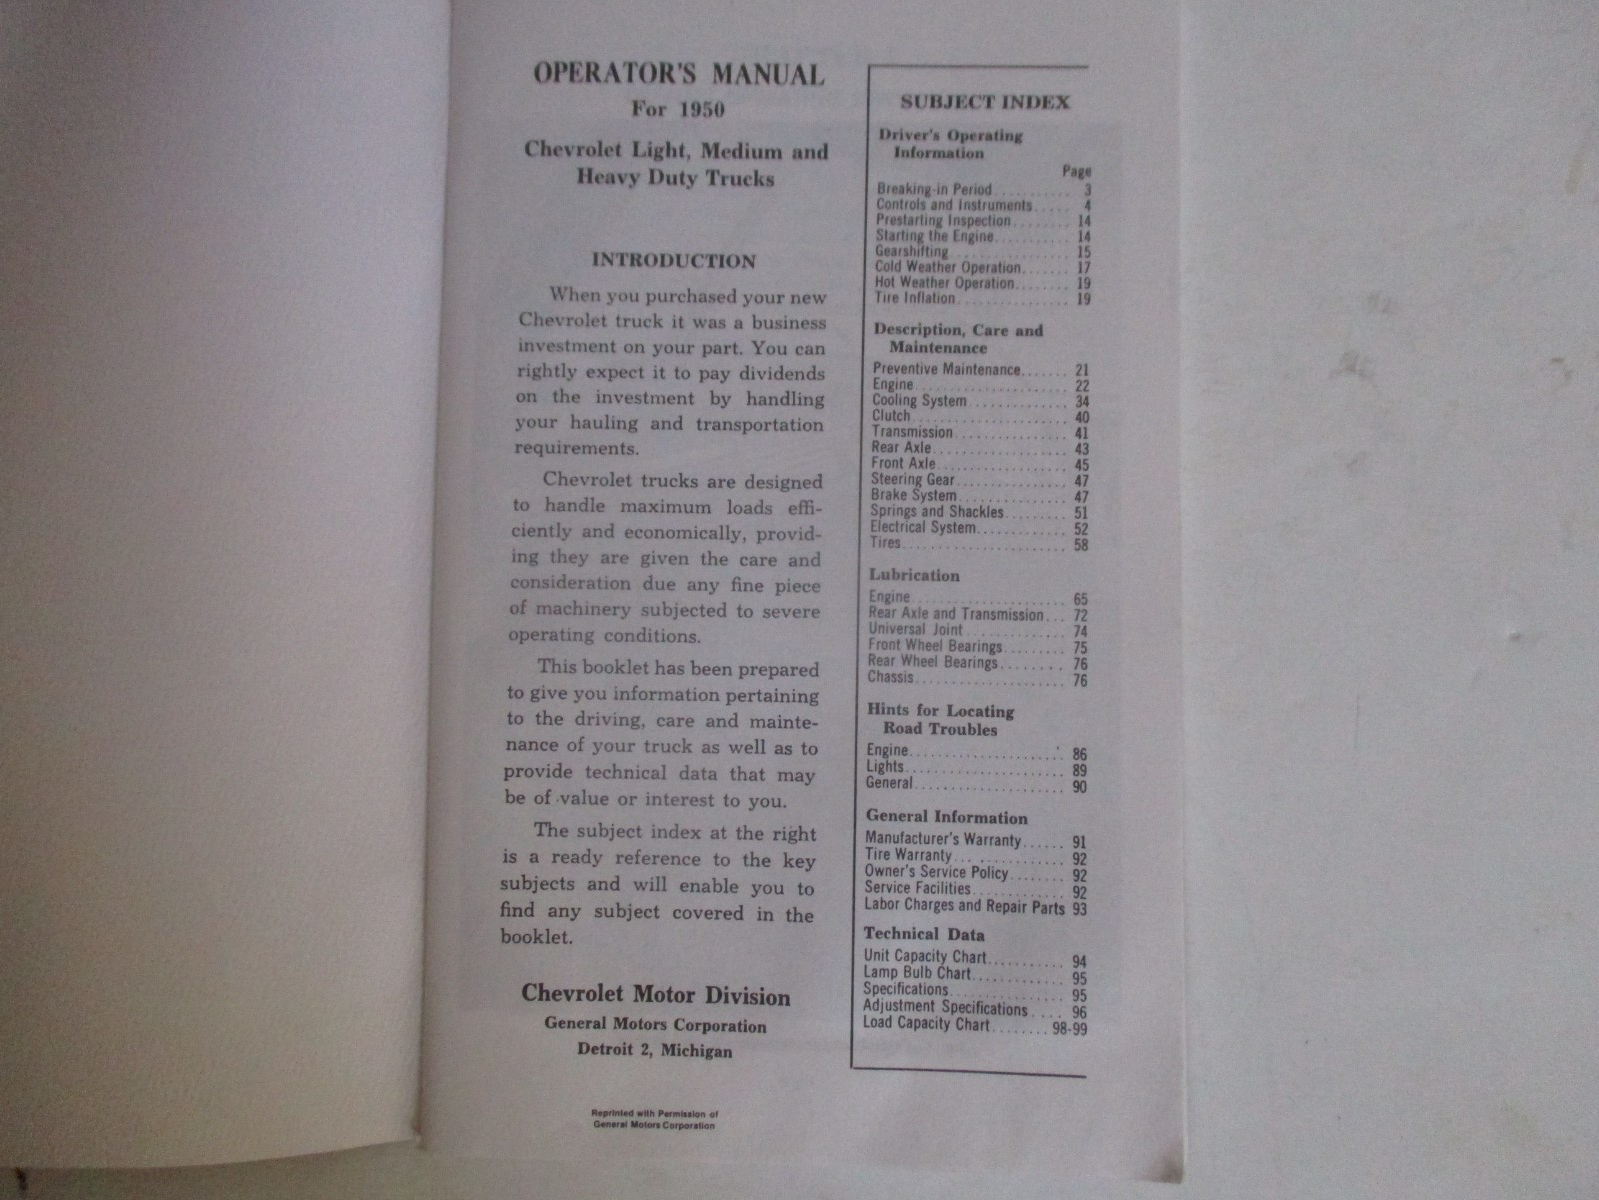 OPERATOR'S MANUAL
For 1950
Chevrolet Light, Medium and
Heavy Duty Trucks
INTRODUCTION
When you purchased your new
Chevrolet truck it was a business
investment on your part. You can
rightly expect it to pay dividends
on the investment by handling
your hauling and transportation
requirements.
Chevrolet trucks are designed
to handle maximum loads effi-
ciently and economically, provid-
ing they are given the care and
consideration due any fine piece
of machinery subjected to severe
operating conditions.
This booklet has been prepared
to give you information pertaining
to the driving, care and mainte-
nance of your truck as well as to
provide technical data that may
be of value or interest to you.
The subject index at the right
is a ready reference to the key
subjects and will enable you to
find any subject covered in the
booklet.
Chevrolet Motor Division
General Motors Corporation
Detroit 2, Michigan
Reprinted with Permission of
General Motors Corporation
SUBJECT INDEX
Driver's Operating
Information
Page
Breaking-in Period........... 3
Controls and Instruments..... 4
Prestarting Inspection........ 14
Starting the Engine.......... 14
Gearshifting................ 15
Cold Weather Operation....... 17
Hot Weather Operation........ 19
Tire Inflation............... 19
Description, Care and
Maintenance
Preventive Maintenance....... 21
Engine..................... 22
Cooling System............. 34
Clutch..................... 40
Transmission............... 41
Rear Axle.................. 43
Front Axle................. 45
Steering Gear.............. 47
Brake System............... 47
Springs and Shackles......... 51
Electrical System............ 52
Tires...................... 58
Lubrication
Engine..................... 65
Rear Axle and Transmission... 72
Universal Joint............. 74
Front Wheel Bearings......... 75
Rear Wheel Bearings........ 76
Chassis.................... 76
Hints for Locating
Road Troubles
Engine..................... 86
Lights..................... 89
General.................... 90
General Information
Manufacturer's Warranty...... 91
Tire Warranty............... 92
Owner's Service Policy........ 92
Service Facilities............ 92
Labor Charges and Repair Parts 93
Technical Data
Unit Capacity Chart........... 94
Lamp Bulb Chart............. 95
Specifications............... 95
Adjustment Specifications.... 96
Load Capacity Chart........ 98-99